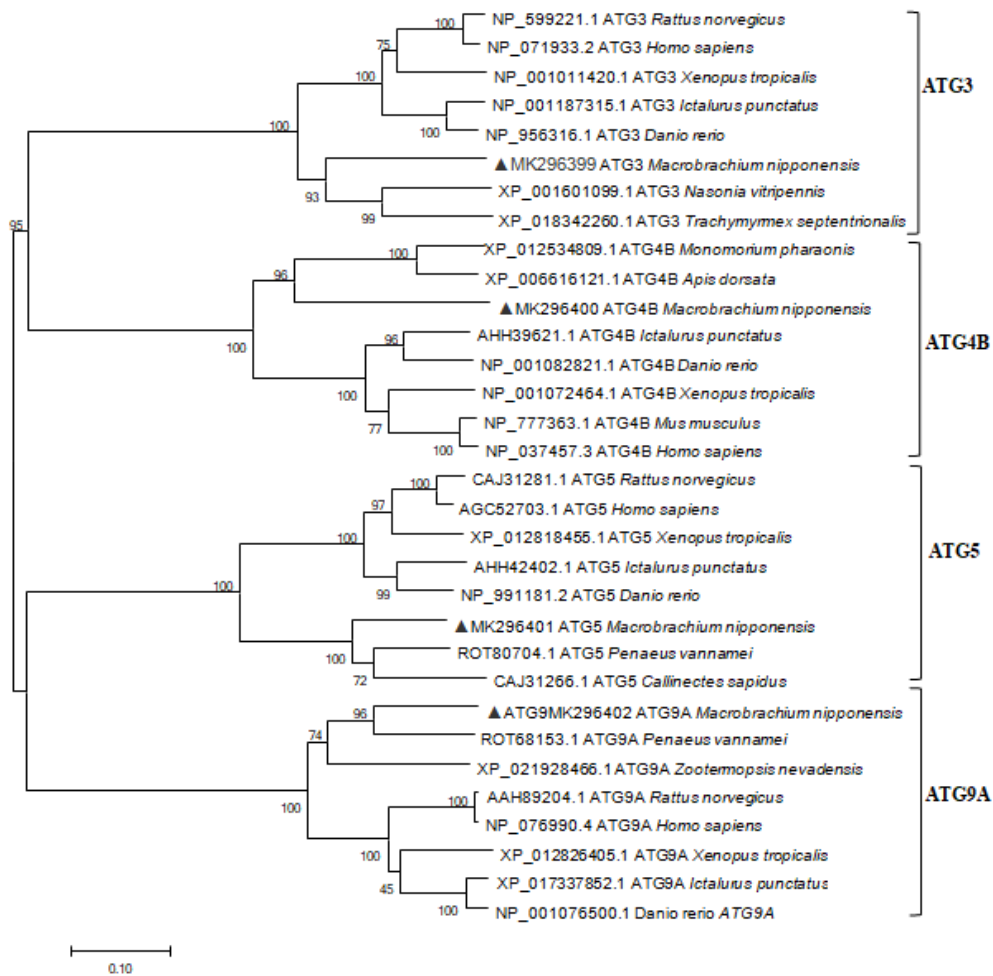 NP_599221.1 ATG3 Rattus norvegicus
100
NP_071933.2 ATG3 Homo sapiens
75
NP_001011420.1 ATG3 Xenopus tropicalis
100
ATG3
NP_001187315.1 ATG3 Ictalurus punctatus
100
NP_956316.1 ATG3 Danio rerio
100
▲MK296399 ATG3 Macrobrachium nipponensis
93
XP_001601099.1 ATG3 Nasonia vitripennis
99
XP_018342260.1 ATG3 Trachymyrmex septentrionalis
95
XP_012534809.1 ATG4B Monomorium pharaonis
100
96
XP_006616121.1 ATG4B Apis dorsata
▲MK296400 ATG4B Macrobrachium nipponensis
AHH39621.1 ATG4B Ictalurus punctatus
96
ATG4B
100
NP_001082821.1 ATG4B Danio rerio
NP_001072464.1 ATG4B Xenopus tropicalis
100
NP_777363.1 ATG4B Mus musculus
77
100
NP_037457.3 ATG4B Homo sapiens
CAJ31281.1 ATG5 Rattus norvegicus
100
97
AGC52703.1 ATG5 Homo sapiens
XP_012818455.1 ATG5 Xenopus tropicalis
100
ATG5
AHH42402.1 ATG5 Ictalurus punctatus
100
99
NP_991181.2 ATG5 Danio rerio
▲MK296401 ATG5 Macrobrachium nipponensis
100
ROT80704.1 ATG5 Penaeus vannamei
72
CAJ31266.1 ATG5 Callinectes sapidus
▲ATG9MK296402 ATG9A Macrobrachium nipponensis
96
74
ROT68153.1 ATG9A Penaeus vannamei
XP_021928466.1 ATG9A Zootermopsis nevadensis
ATG9A
100
AAH89204.1 ATG9A Rattus norvegicus
100
NP_076990.4 ATG9A Homo sapiens
100
XP_012826405.1 ATG9A Xenopus tropicalis
45
XP_017337852.1 ATG9A Ictalurus punctatus
100
NP_001076500.1 Danio rerio ATG9A
0.10